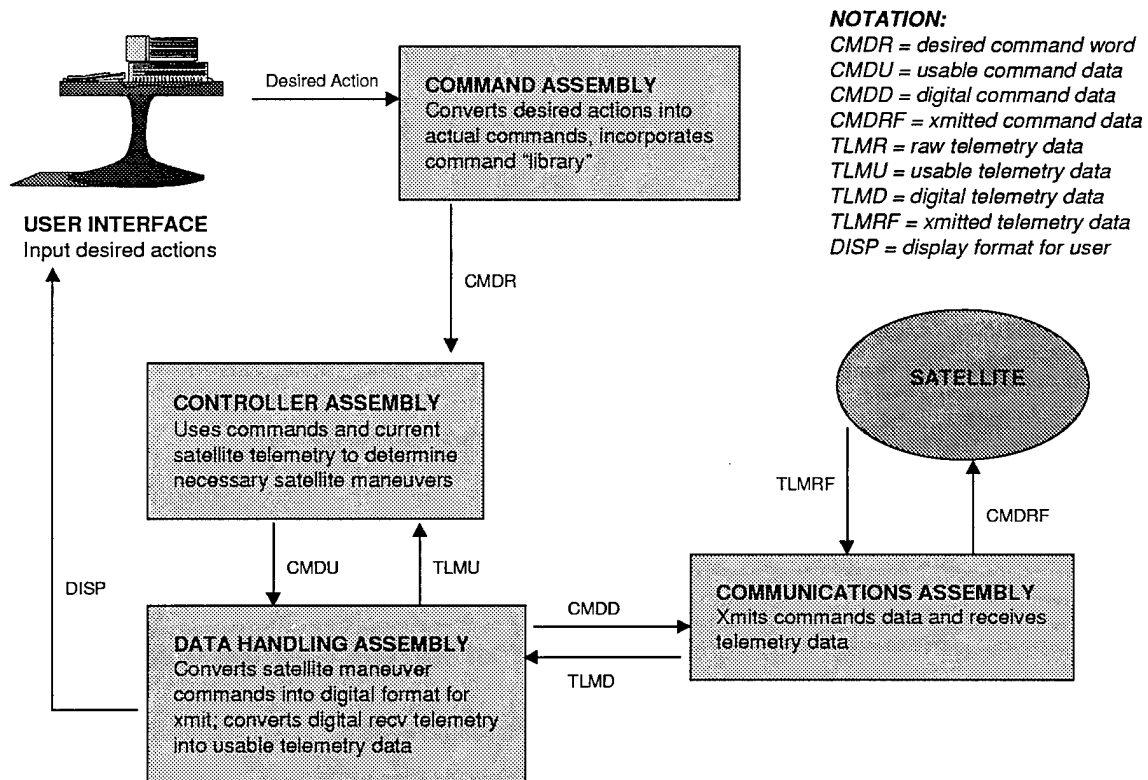 NOTATION:
CMDR = desired command word
CMDU = usable command data
CMDD = digital command data
CMDRF = xmitted command data
TLMR = raw telemetry data
TLMU = usable telemetry data
TLMD = digital telemetry data
TLMRF = xmitted telemetry data
DISP = display format for user
Desired Action
COMMAND ASSEMBLY
Converts desired actions into
actual commands, incorporates
command "library"
USER INTERFACE
Input desired actions
CMDR
SATELLITE
CONTROLLER ASSEMBLY
Uses commands and current
satellite telemetry to determine
necessary satellite maneuvers
TLMRF
CMDRF
DISP
CMDU
TLMU
COMMUNICATIONS ASSEMBLY
Xmits commands data and receives
telemetry data
CMDD
TLMD
DATA HANDLING ASSEMBLY
Converts satellite maneuver
commands into digital format for
xmit; converts digital recv telemetry
into usable telemetry data